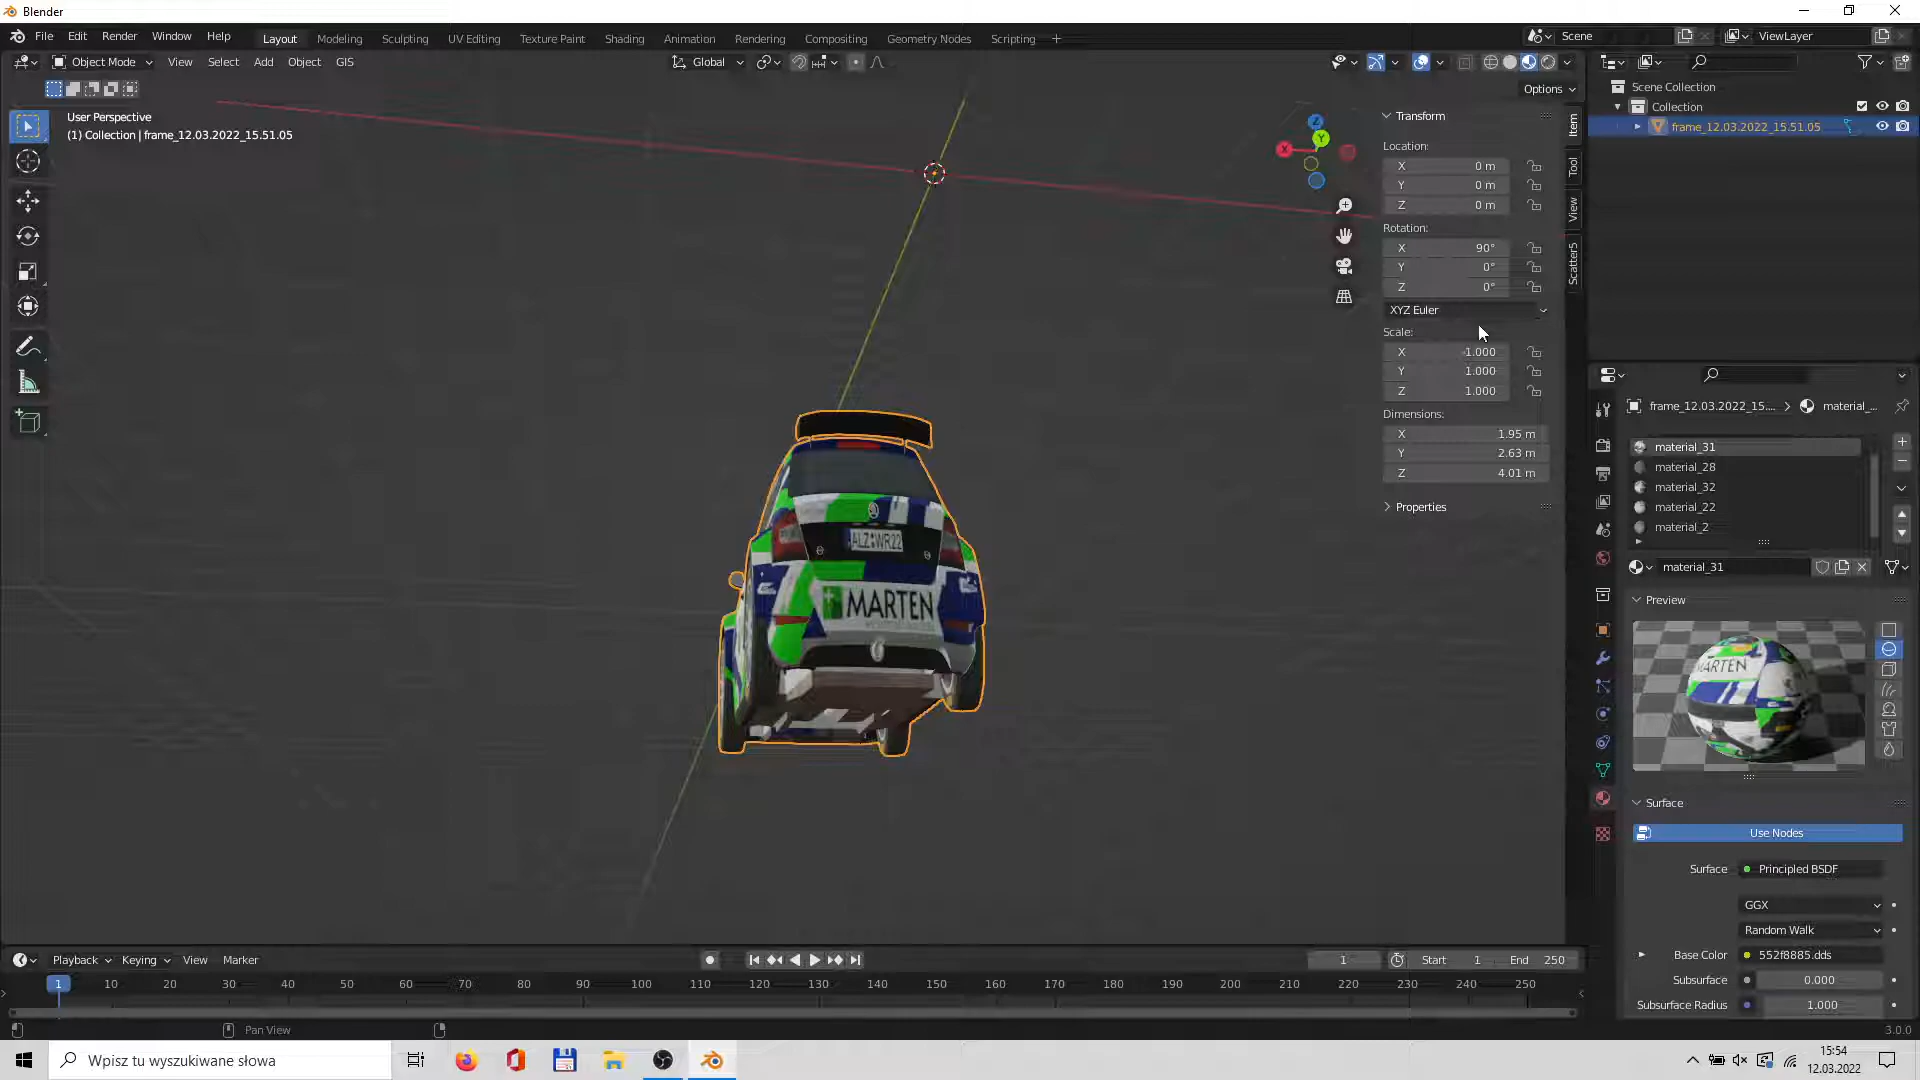 Blender
File Edit Render Window Help
Layout Modeling Sculpting UV Editing Texture Paint Shading Animation Rendering Compositing Geometry Nodes Scripting
Scene
ViewLayer
Object Mode View Select Add Object GIS
Global
Options
User Perspective
(1) Collection | frame_12.03.2022_15.51.05
Z
Y
X
Transform
Location:
X 0 m
Y 0 m
Z 0 m
Rotation:
X 90°
Y 0°
Z 0°
XYZ Euler
Scale:
X -1.000
Y 1.000
Z 1.000
Dimensions:
X 1.95 m
Y 2.63 m
Z 4.01 m
Properties
Item
Tool
View
Scatter5
Scene Collection
Collection
frame_12.03.2022_15.51.05
frame_12.03.2022_15.... material_...
material_31
material_28
material_32
material_22
material_2
material_31
Preview
MARTEN
Surface
Use Nodes
Surface Principled BSDF
GGX
Random Walk
Base Color 552f8885.dds
Subsurface 0.000
Subsurface Radius 1.000
MARTEN
Playback Keying View Marker
1 Start 1 End 250
1 10 20 30 40 50 60 70 80 90 100 110 120 130 140 150 160 170 180 190 200 210 220 230 240 250
Pan View
3.0.0
Wpisz tu wyszukiwane słowa
15:54
12.03.2022